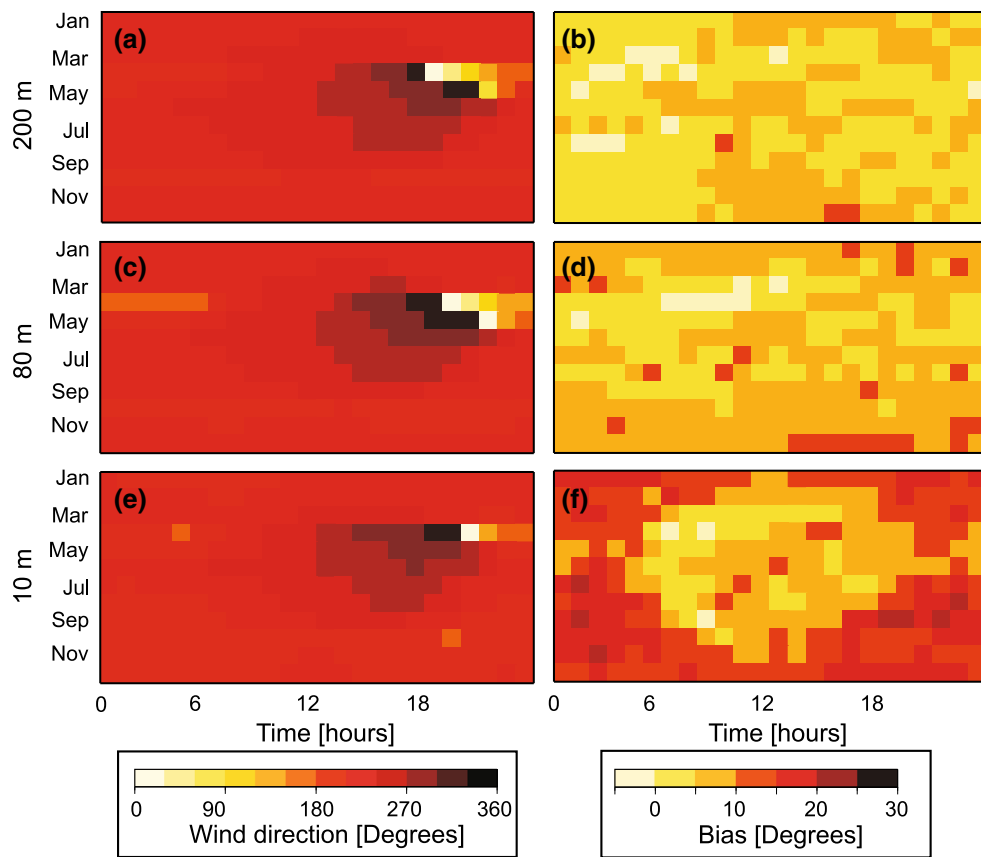 (a)
(b)
Jan
Mar
May
Jul
Sep
Nov
200 m
(c)
(d)
Jan
Mar
May
Jul
Sep
Nov
80 m
(e)
(f)
Jan
Mar
May
Jul
Sep
Nov
10 m
0 6 12 18
0 6 12 18
Time [hours]
Time [hours]
0 90 180 270 360
Wind direction [Degrees]
0 10 20 30
Bias [Degrees]